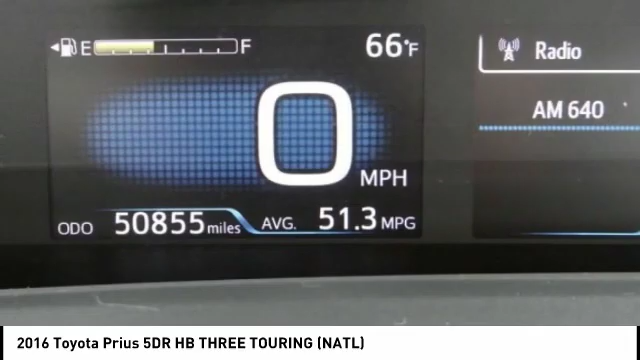 E F 66°F
Radio
AM 640
0 MPH
ODO 50855 miles AVG. 51.3 MPG
2016 Toyota Prius 5DR HB THREE TOURING (NATL)